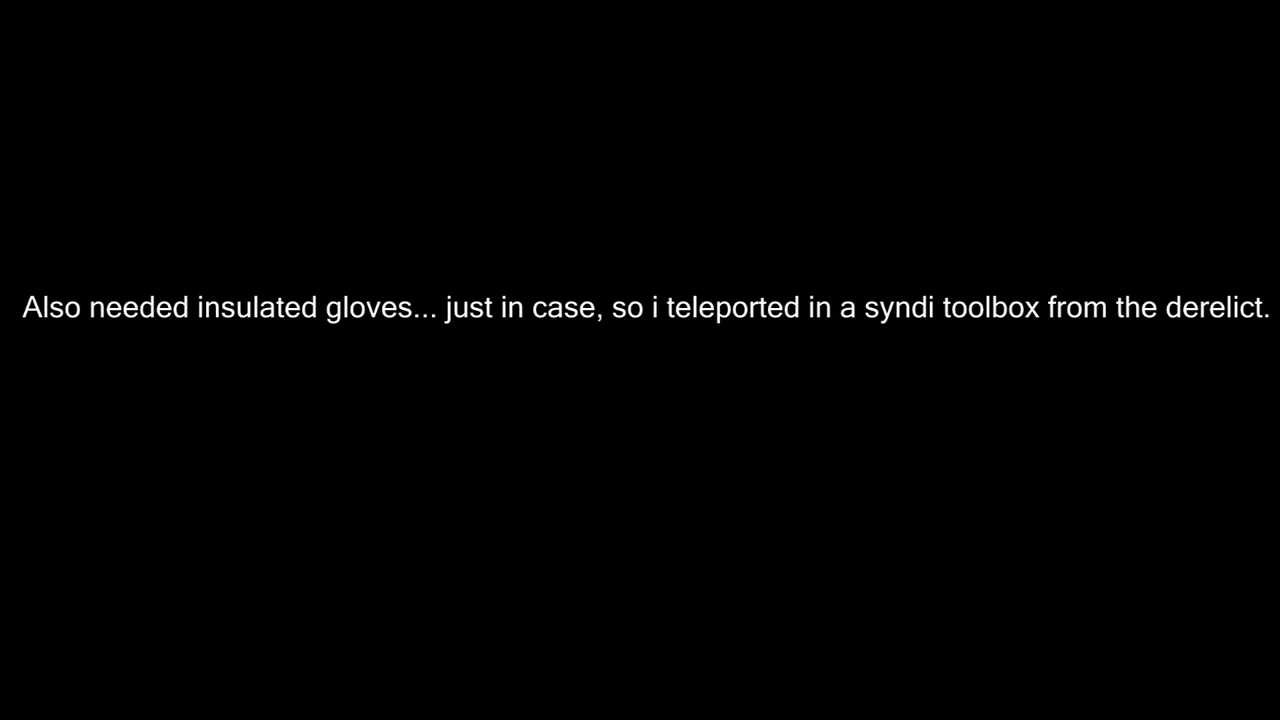 Also needed insulated gloves... just in case, so i teleported in a syndi toolbox from the derelict.